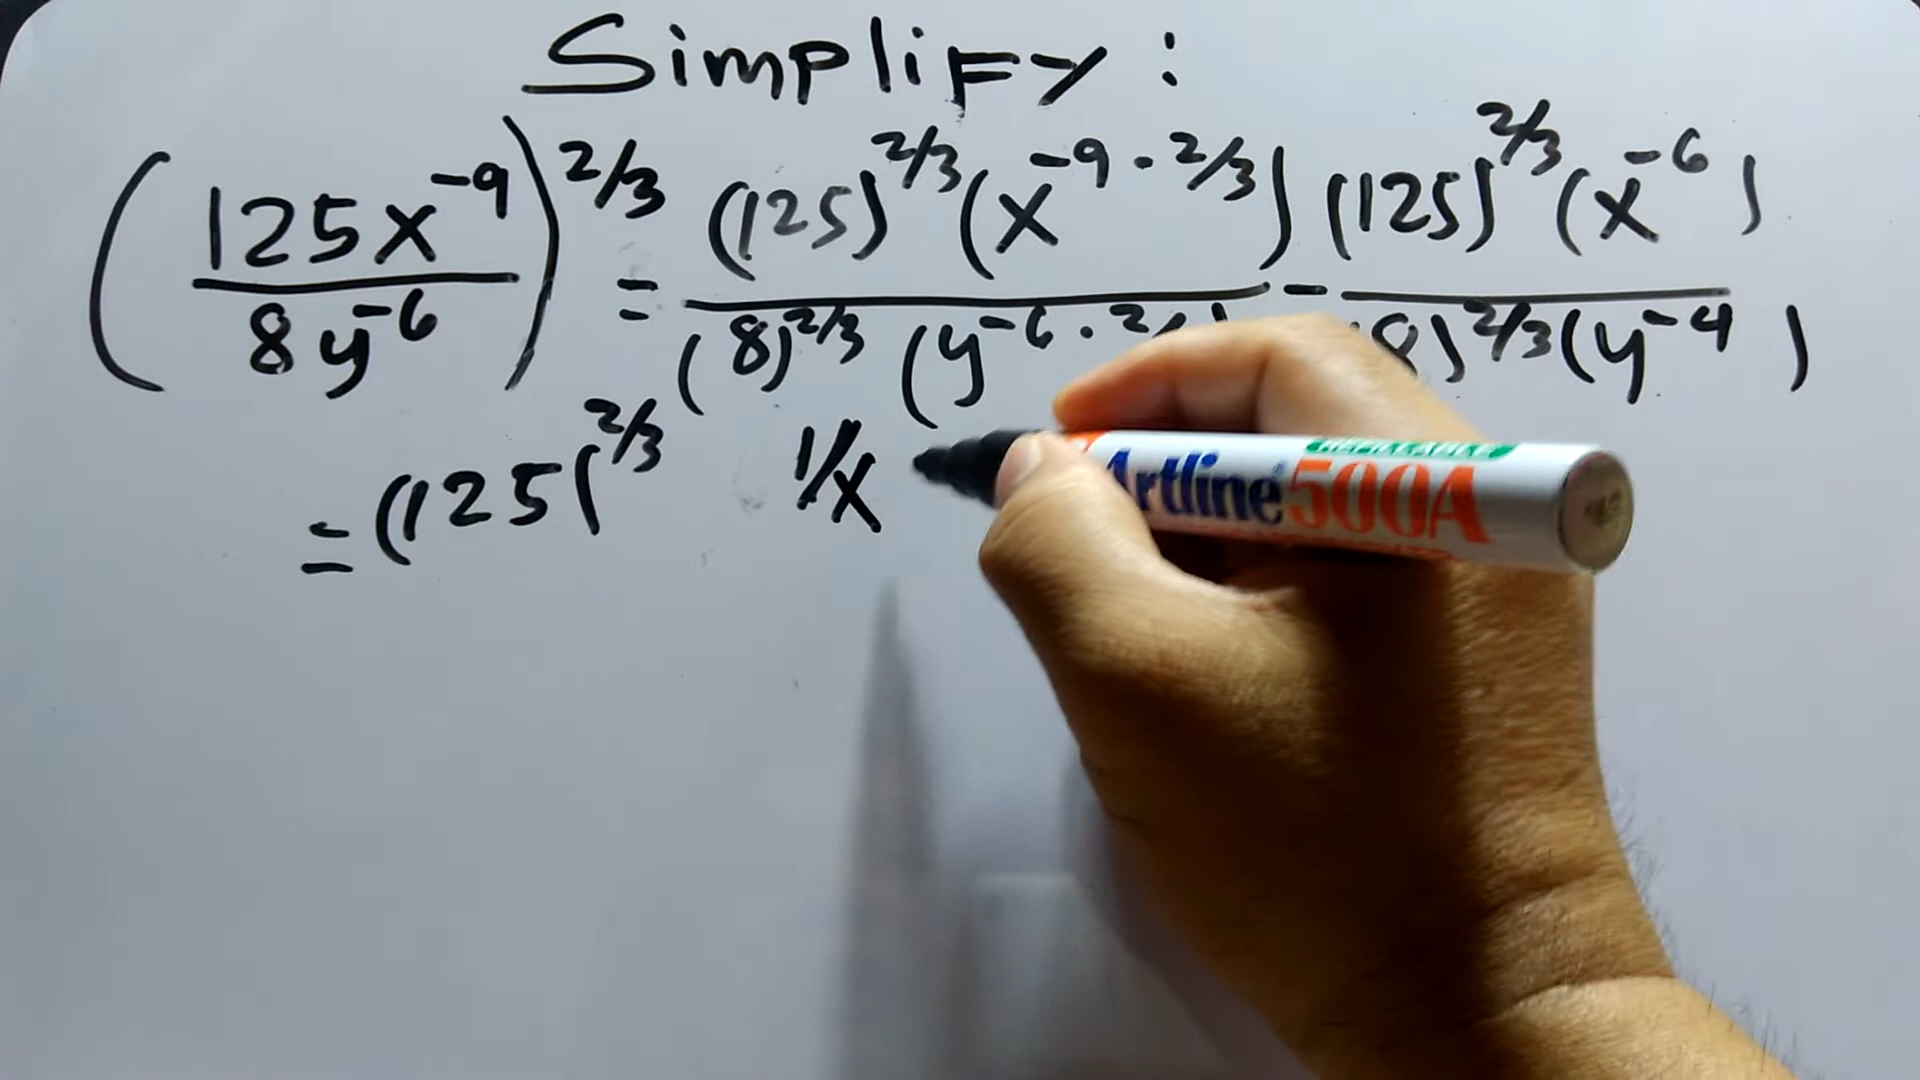 Simplify:
(125x^-9 / 8y^-6)^2/3 = (125)^2/3 (x^-9 · 2/3) / (8)^2/3 (y^-6 · 2/ - (125)^2/3 (x^-6) / 8)^2/3 (y^-4)
= (125(^2/3 1/x
Artline 500A